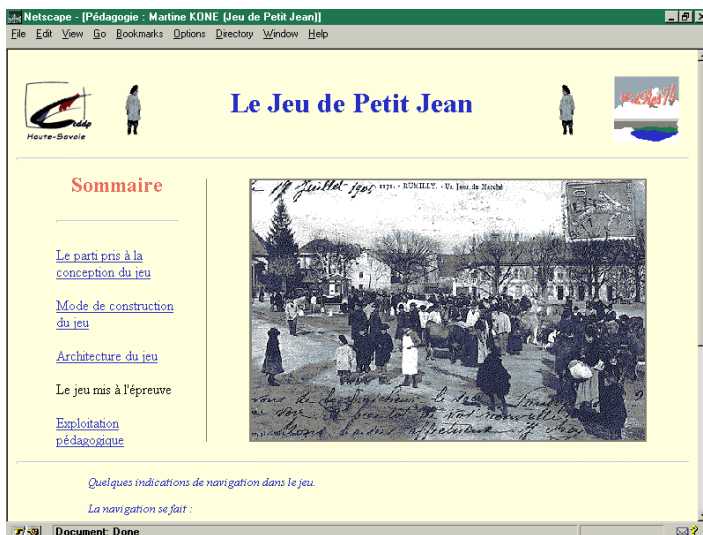 Netscape - [Pédagogie : Martine KONE (Jeu de Petit Jean)]
File Edit View Go Bookmarks Options Directory Window Help
Cddp
Haute-Savoie
Le Jeu de Petit Jean
Sommaire
Le parti pris à la
conception du jeu
Mode de construction
du jeu
Architecture du jeu
Le jeu mis à l'épreuve
Exploitation
pédagogique
Juillet 1905
RUMILLY. - Un Jour de Marché
Quelques indications de navigation dans le jeu.
La navigation se fait :
Document: Done